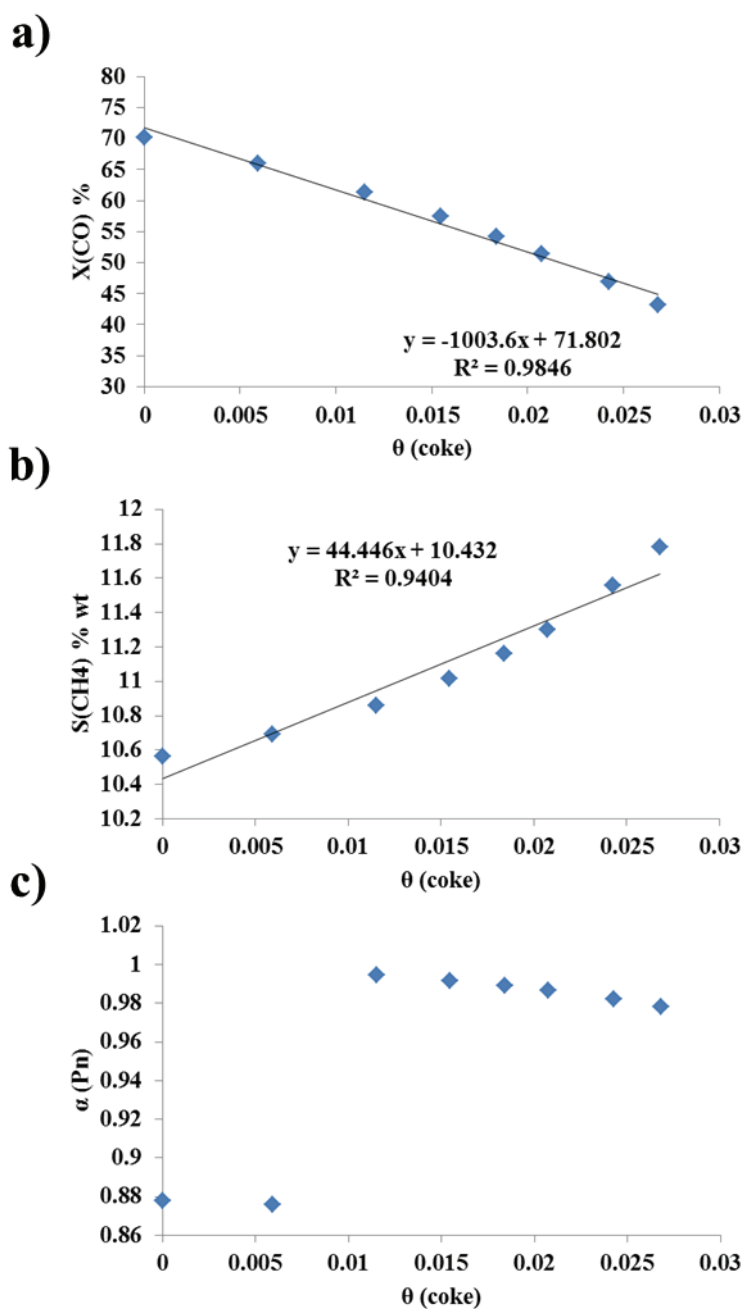 a)
80
75
70
65
60
55
50
45
40
35
30
X(CO) %
y = -1003.6x + 71.802
R² = 0.9846
0 0.005 0.01 0.015 0.02 0.025 0.03
θ (coke)
b)
12
11.8
11.6
11.4
11.2
11
10.8
10.6
10.4
10.2
S(CH4) % wt
y = 44.446x + 10.432
R² = 0.9404
0 0.005 0.01 0.015 0.02 0.025 0.03
θ (coke)
c)
1.02
1
0.98
0.96
0.94
0.92
0.9
0.88
0.86
α (Pn)
0 0.005 0.01 0.015 0.02 0.025 0.03
θ (coke)